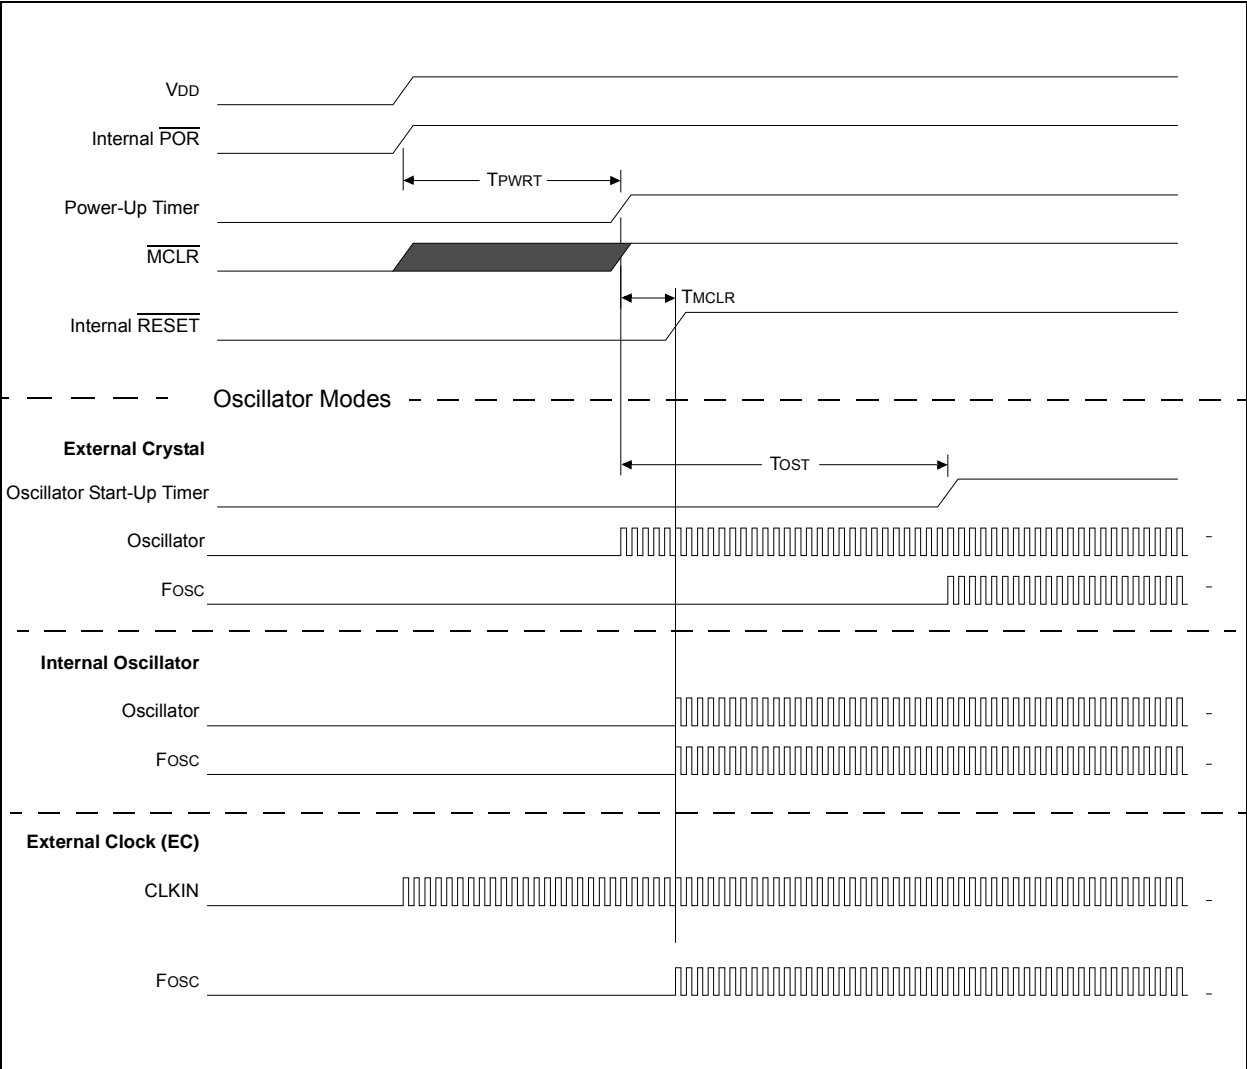 VDD
Internal POR
TPWRT
Power-Up Timer
MCLR
TMCLR
Internal RESET
Oscillator Modes
External Crystal
TOST
Oscillator Start-Up Timer
Oscillator
FOSC
Internal Oscillator
Oscillator
FOSC
External Clock (EC)
CLKIN
FOSC